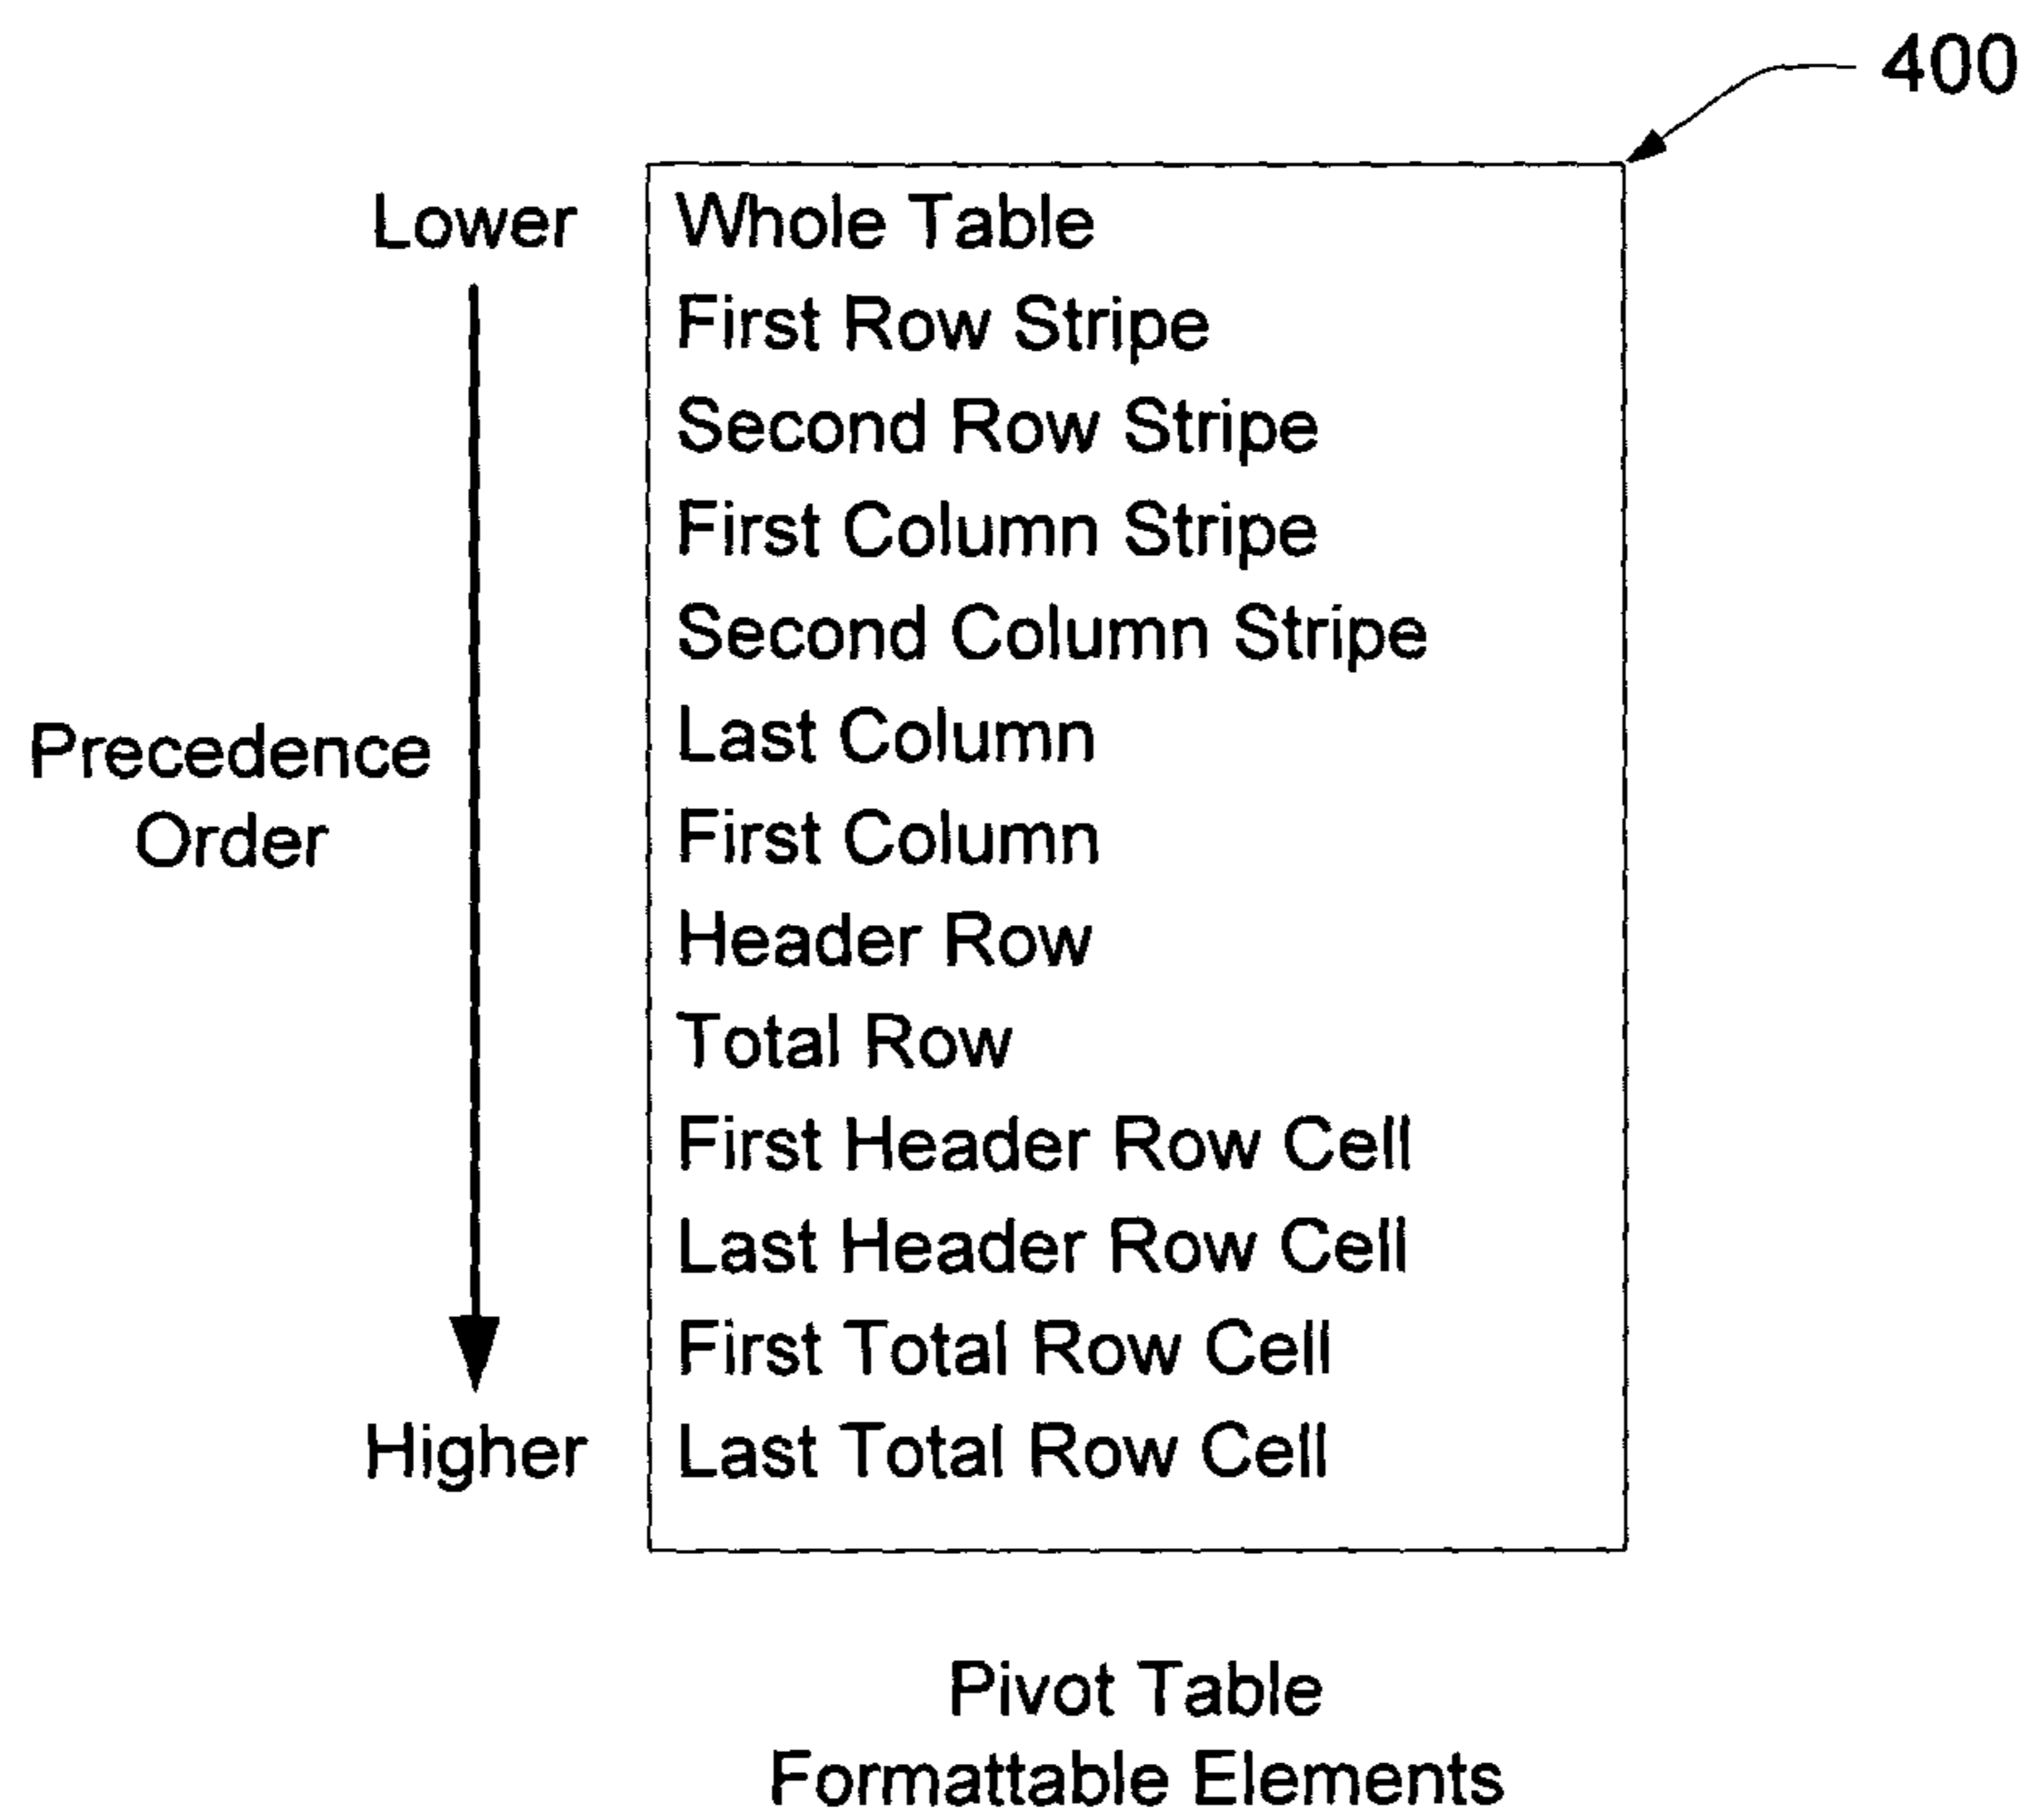 400
Lower
Whole Table
First Row Stripe
Second Row Stripe
First Column Stripe
Second Column Stripe
Last Column
Precedence
Order
First Column
Header Row
Total Row
First Header Row Cell
Last Header Row Cell
First Total Row Cell
Higher
Last Total Row Cell
Pivot Table
Formattable Elements